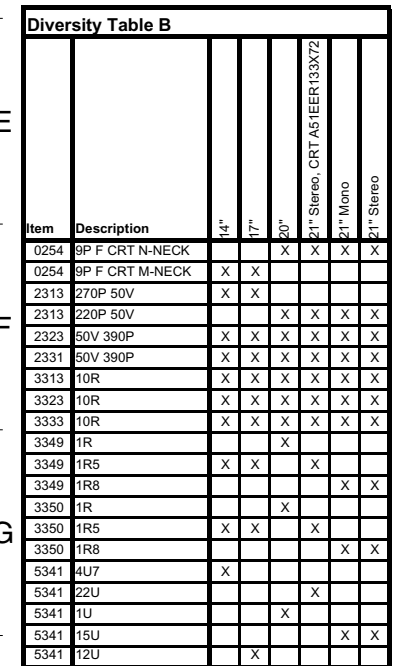 Diversity Table B
Item Description 14" 17" 20" 21" Stereo, CRT A51EER133X72 21" Mono 21" Stereo
0254 9P F CRT N-NECK X X X X
0254 9P F CRT M-NECK X X
2313 270P 50V X X
2313 220P 50V X X X X
2323 50V 390P X X X X X X
2331 50V 390P X X X X X X
3313 10R X X X X X X
3323 10R X X X X X X
3333 10R X X X X X X
3349 1R X
3349 1R5 X X X
3349 1R8 X X
3350 1R X
3350 1R5 X X X
3350 1R8 X X
5341 4U7 X
5341 22U X
5341 1U X
5341 15U X X
5341 12U X
E
F
G